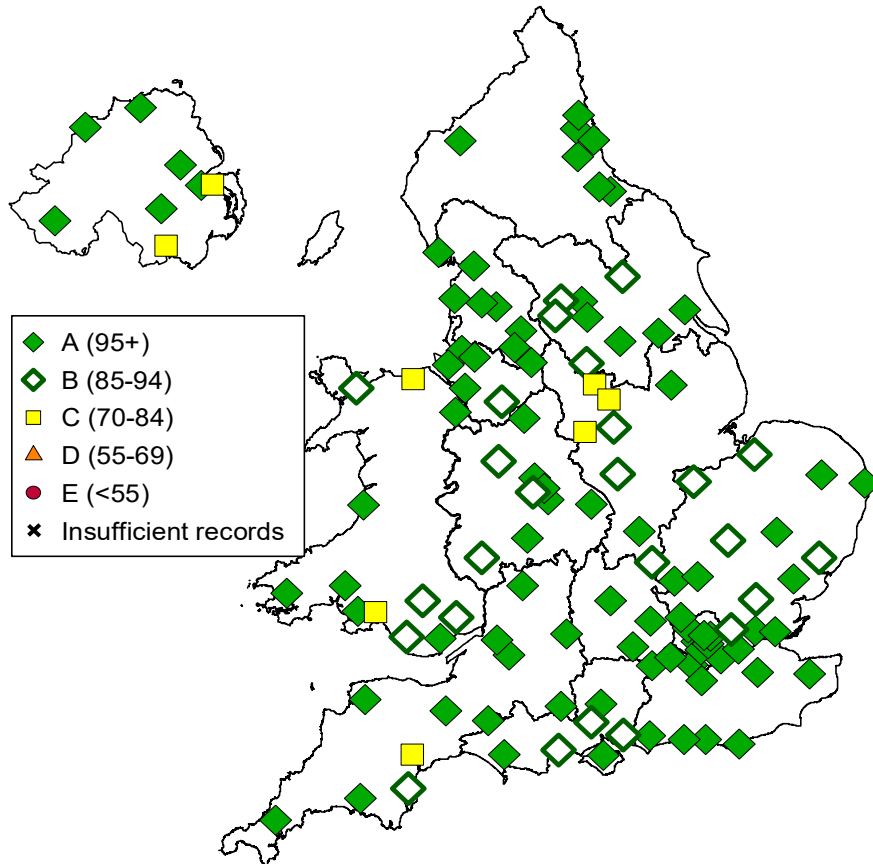 A (95+)
B (85-94)
C (70-84)
D (55-69)
E (<55)
Insufficient records